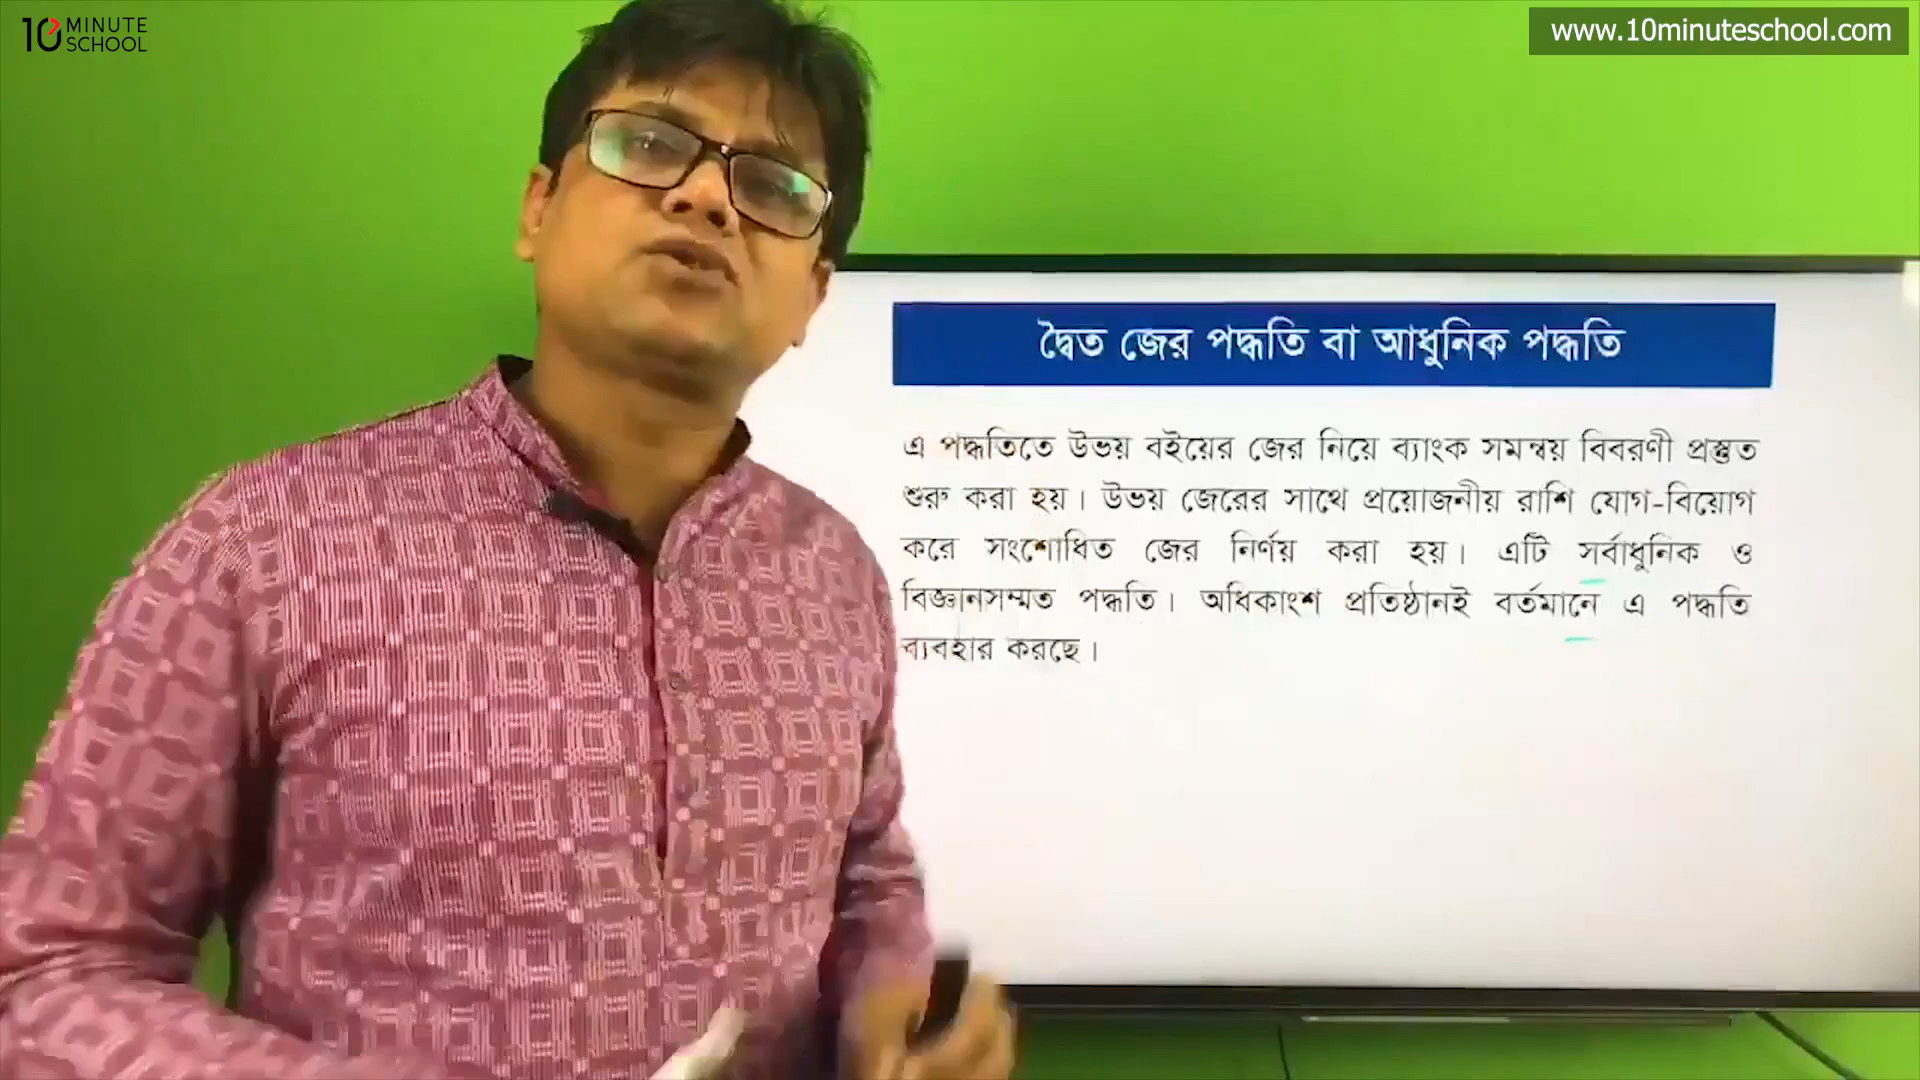 10 MINUTE
SCHOOL
www.10minuteschool.com
দ্বৈত জের পদ্ধতি বা আধুনিক পদ্ধতি
এ পদ্ধতিতে উভয় বইয়ের জের নিয়ে ব্যাংক সমন্বয় বিবরণী প্রস্তুত
শুরু করা হয়। উভয় জেরের সাথে প্রয়োজনীয় রাশি যোগ-বিয়োগ
করে সংশোধিত জের নির্ণয় করা হয়। এটি সর্বাধুনিক ও
বিজ্ঞানসম্মত পদ্ধতি। অধিকাংশ প্রতিষ্ঠানই বর্তমানে এ পদ্ধতি
ব্যবহার করছে।